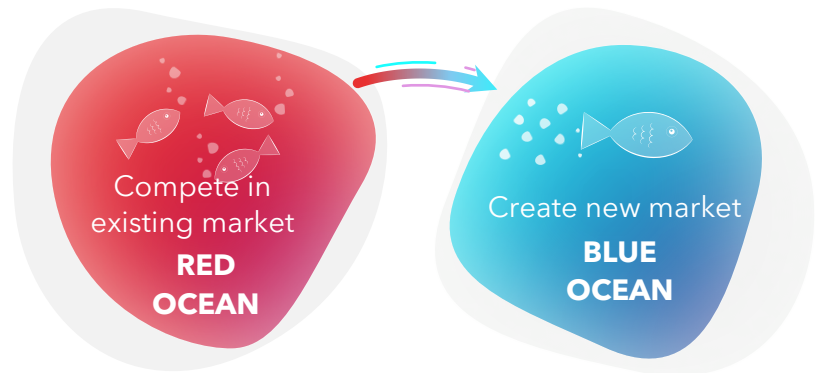 Compete in
existing market
RED
OCEAN
Create new market
BLUE
OCEAN